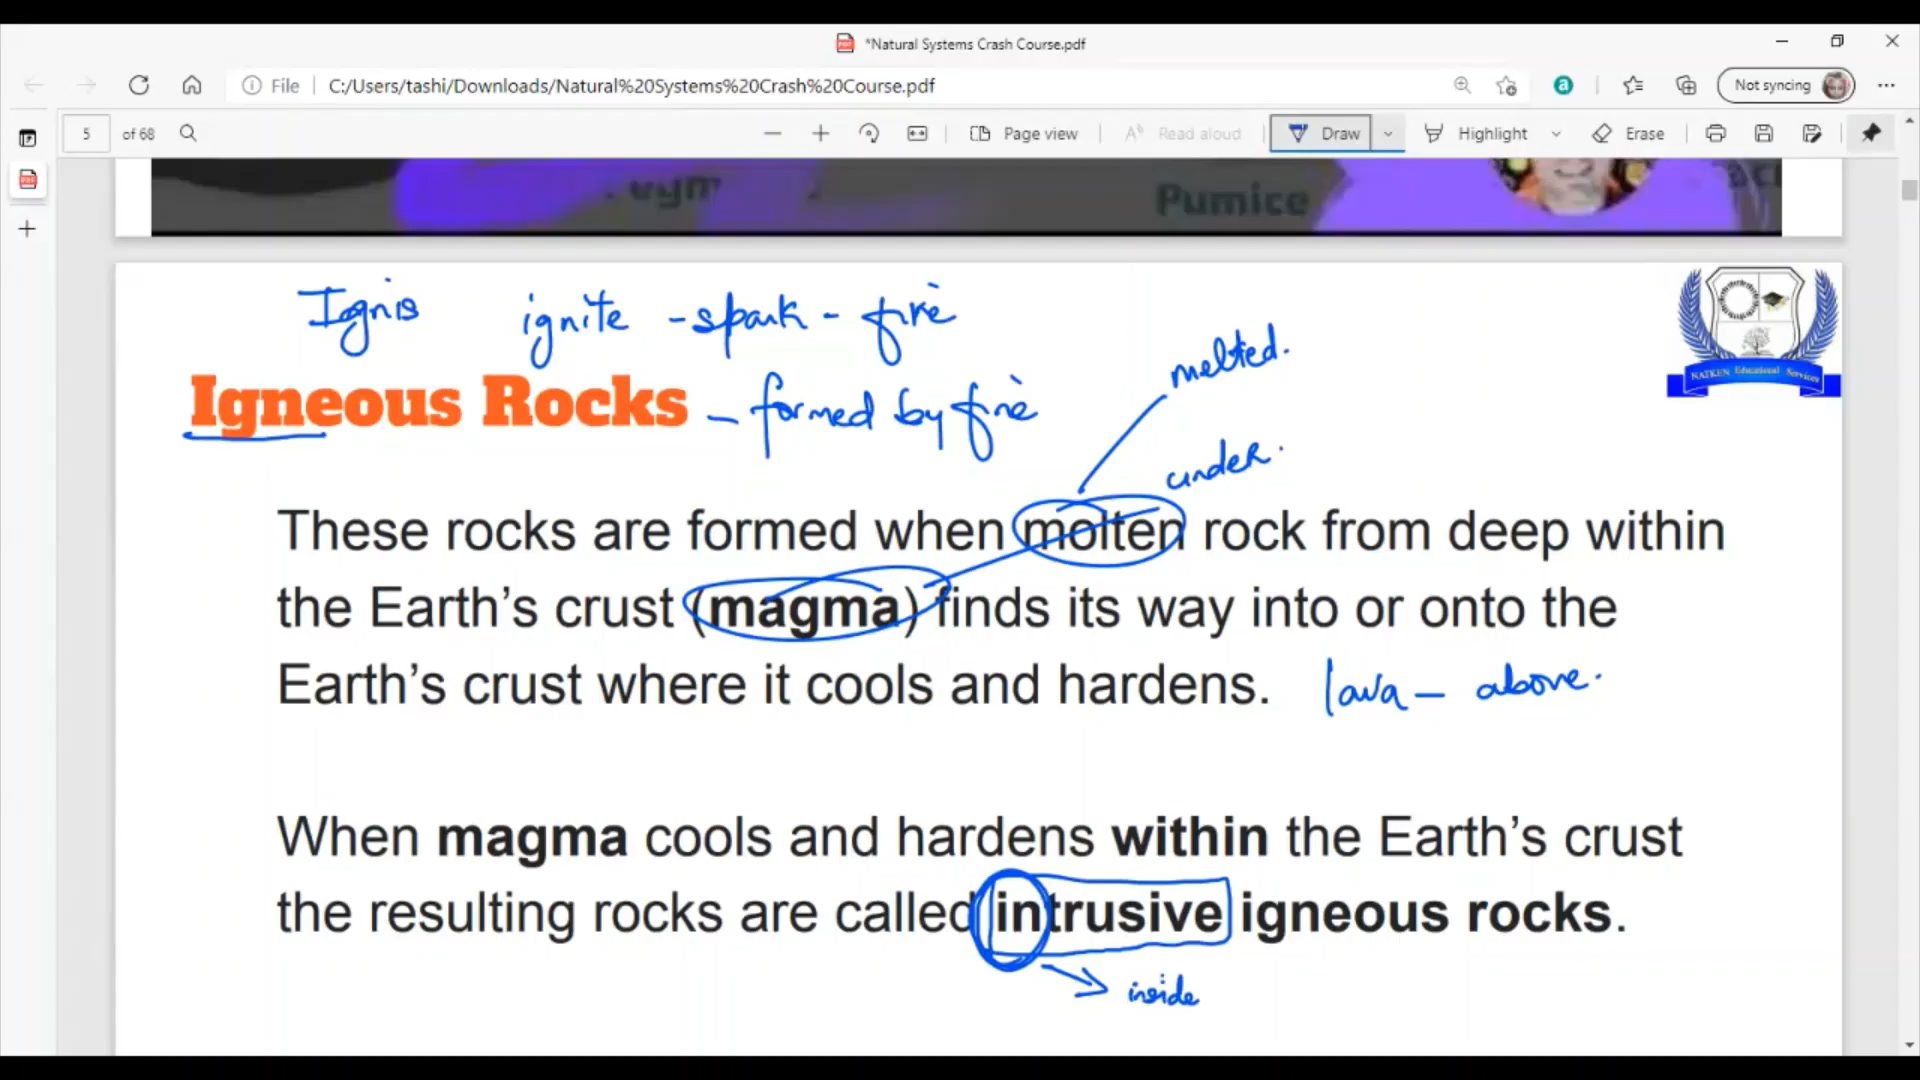 *Natural Systems Crash Course.pdf
File C:/Users/tashi/Downloads/Natural%20Systems%20Crash%20Course.pdf
a
Not syncing
5 of 68
Page view
Read aloud
Draw
Highlight
Erase
Pumice
Ignis ignite - spark - fire
NATKEN Educational Services
melted.
Igneous Rocks - formed by fire
under.
These rocks are formed when molten rock from deep within
the Earth's crust (magma) finds its way into or onto the
Earth's crust where it cools and hardens. lava - above.
When magma cools and hardens within the Earth's crust
the resulting rocks are called intrusive igneous rocks.
inside